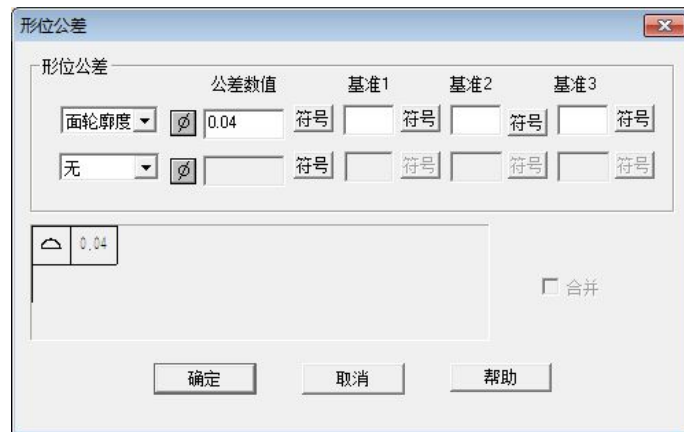 形位公差
形位公差
公差数值 基准1 基准2 基准3
面轮廓度 ∅ 0.04 符号 符号 符号 符号
无 ∅ 符号 符号 符号 符号
0.04
合并
确定 取消 帮助